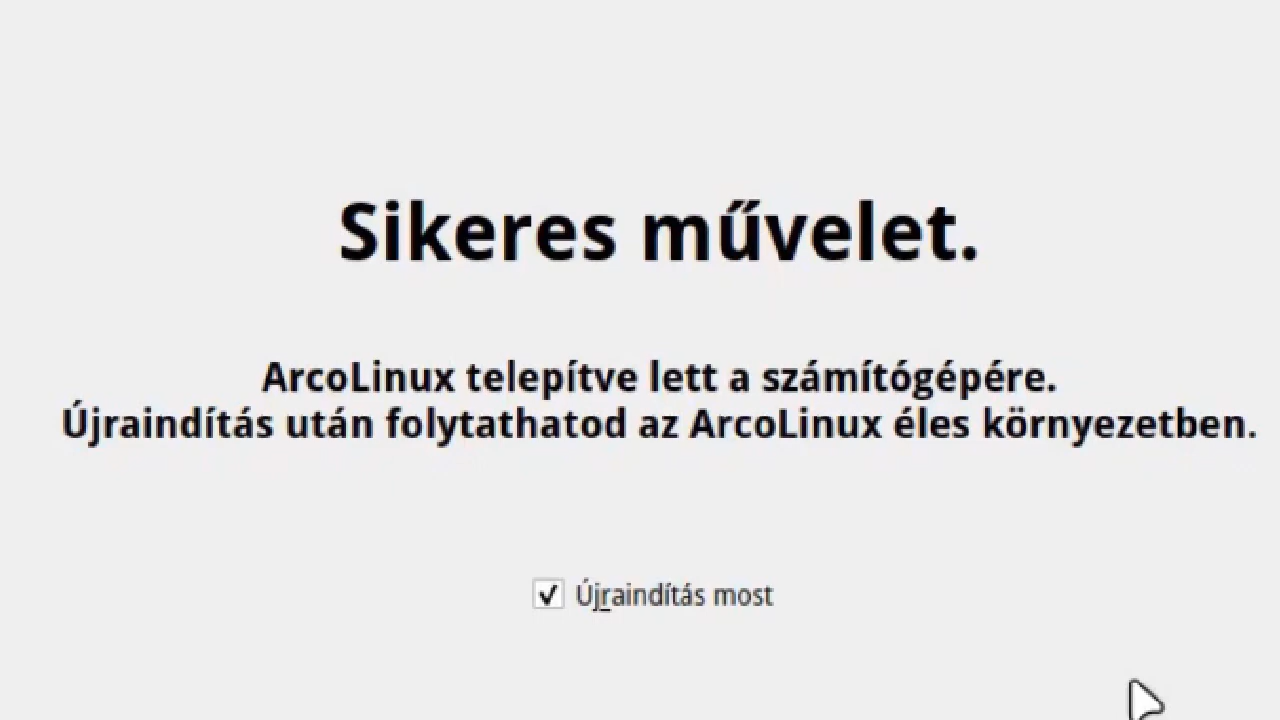 Sikeres művelet.
ArcoLinux telepítve lett a számítógépére.
Újraindítás után folytathatod az ArcoLinux éles környezetben.
Újraindítás most